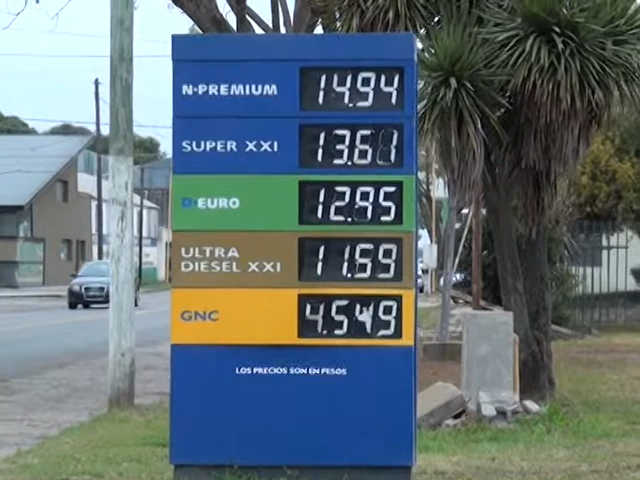 N-PREMIUM 14.94
SUPER XXI 13.61
D-EURO 12.95
ULTRA
DIESEL XXI 11.59
GNC 4.549
LOS PRECIOS SON EN PESOS